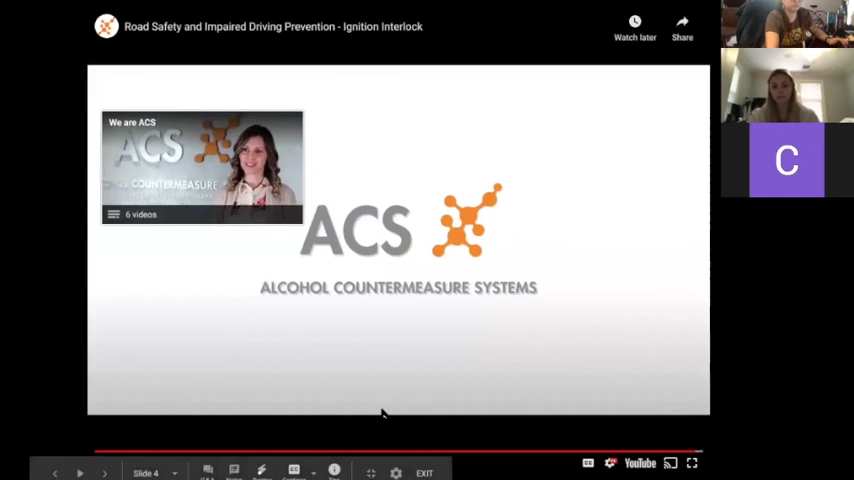 Road Safety and Impaired Driving Prevention - Ignition Interlock
Watch later
Share
We are ACS
ACS
COUNTERMEASURE
6 videos
ACS
ALCOHOL COUNTERMEASURE SYSTEMS
C
Slide 4
EXIT
CC
YouTube